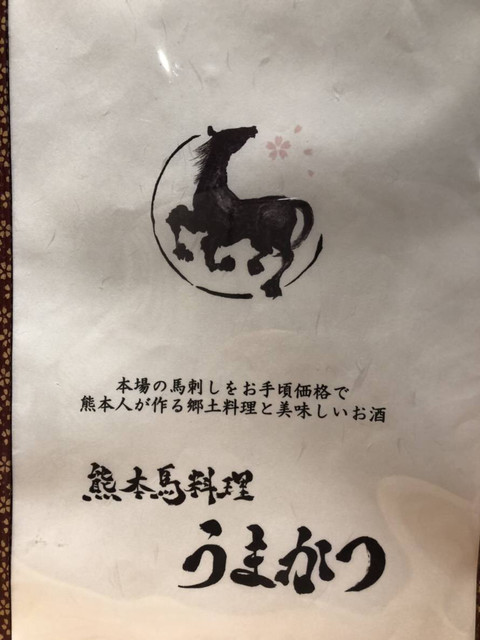 本場の馬刺しをお手頃価格で
熊本人が作る郷土料理と美味しいお酒
熊本馬料理
うまかつ